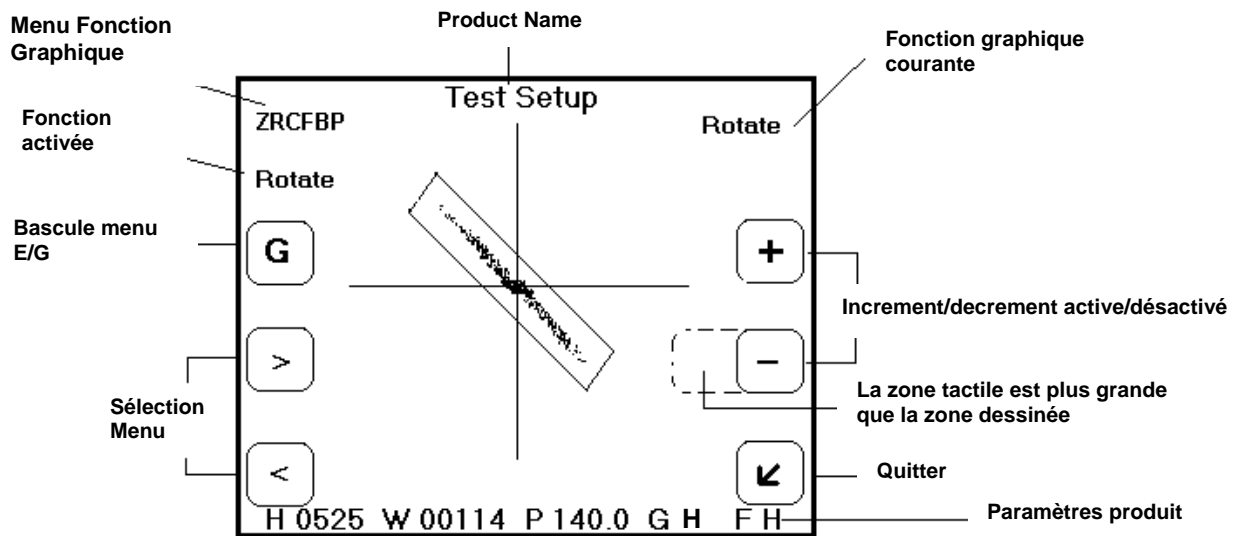 Menu Fonction
Graphique
Product Name
Fonction graphique
courante
Test Setup
ZRCFBP
Rotate
Fonction
activée
Rotate
Bascule menu
E/G
G
+
Increment/decrement active/désactivé
>
−
La zone tactile est plus grande
que la zone dessinée
Sélection
Menu
<
Quitter
H 0525 W 00114 P 140.0 G H F H
Paramètres produit